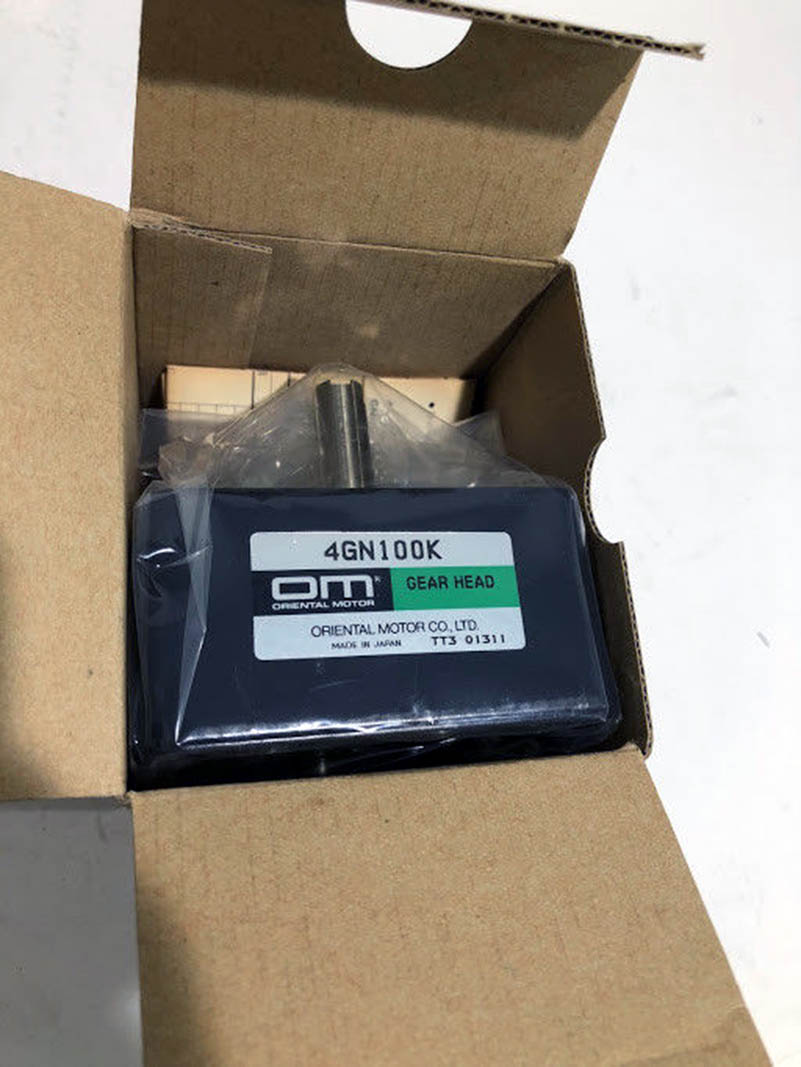 4GN100K
OM®
ORIENTAL MOTOR
GEAR HEAD
ORIENTAL MOTOR CO., LTD.
MADE IN JAPAN TT3 01311